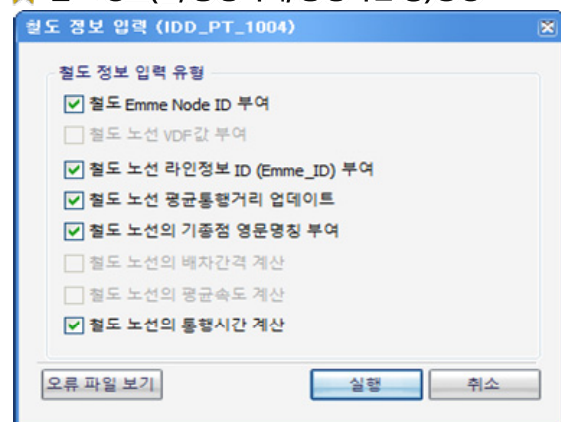 철도 정보 입력 (IDD_PT_1004)
철도 정보 입력 유형
철도 Emme Node ID 부여
철도 노선 VDF값 부여
철도 노선 라인정보 ID (Emme_ID) 부여
철도 노선 평균통행거리 업데이트
철도 노선의 기종점 영문명칭 부여
철도 노선의 배차간격 계산
철도 노선의 평균속도 계산
철도 노선의 통행시간 계산
오류 파일 보기 실행 취소